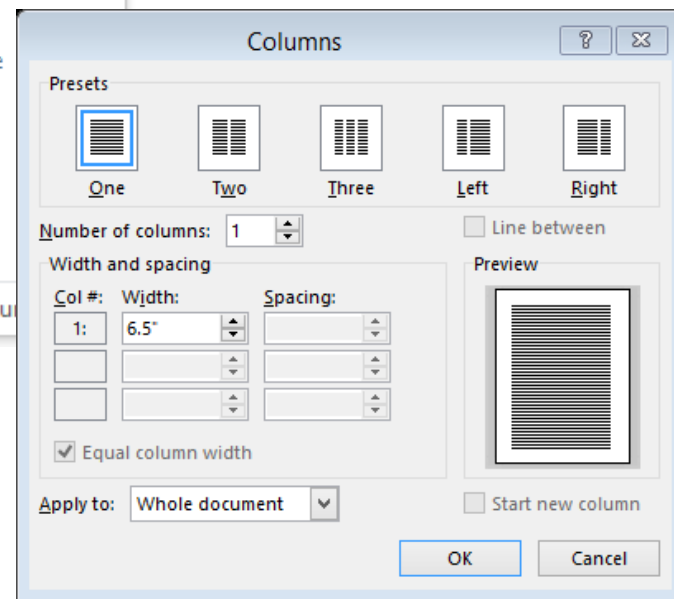 Columns
?
Presets
One Two Three Left Right
Number of columns: 1
Line between
Width and spacing
Preview
Col #: Width: Spacing:
1: 6.5"
Equal column width
Apply to: Whole document
Start new column
OK Cancel